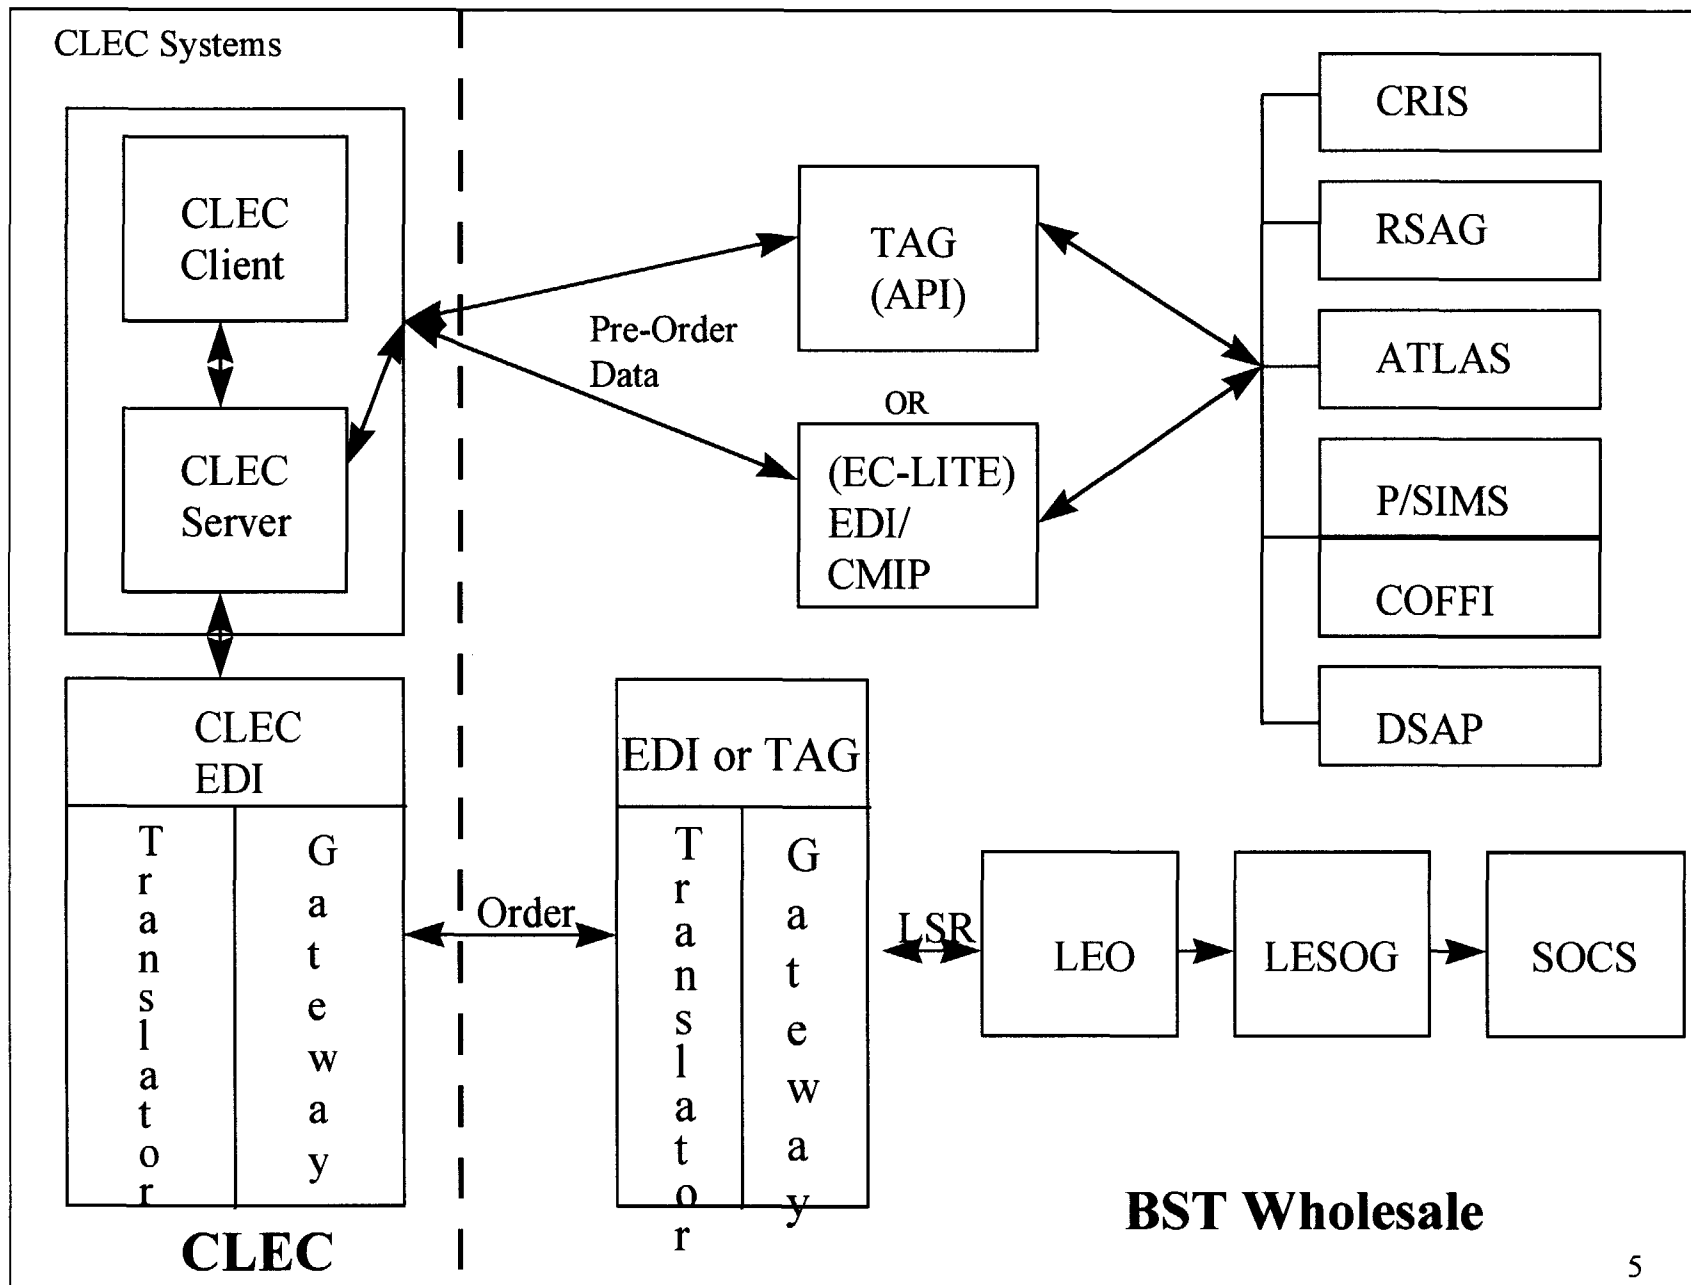 CLEC Systems
CLEC
Client
CLEC
Server
Pre-Order
Data
TAG
(API)
OR
(EC-LITE)
EDI/
CMIP
CRIS
RSAG
ATLAS
P/SIMS
COFFI
DSAP
CLEC
EDI
Translator
Gateway
Order
EDI or TAG
Translator
Gateway
LSR
LEO
LESOG
SOCS
CLEC
BST Wholesale
5